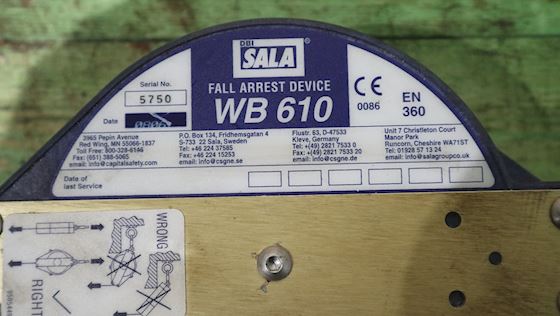 DBI
SALA
FALL ARREST DEVICE
WB 610
Serial No.
5750
Date
CE
0086
EN
360
3965 Pepin Avenue
Red Wing, MN 55066-1837
Toll Free: 800-328-6146
Fax: (651) 388-5065
email: info@capitalsafety.com
P.O. Box 134, Fridhemsgatan 4
S-733 22 Sala, Sweden
Tel: +46 224 37585
Fax: +46 224 15253
email: info@csgne.se
Flustr. 63, D-47533
Kleve, Germany
Tel: +(49) 2821 7533 0
Fax: +(49) 2821 7533 20
email: info@csgne.de
Unit 7 Christleton Court
Manor Park
Runcorn, Cheshire WA71ST
Tel: 01928 57 13 24
email: info@salagroupco.uk
Date of
last Service
WRONG
RIGHT